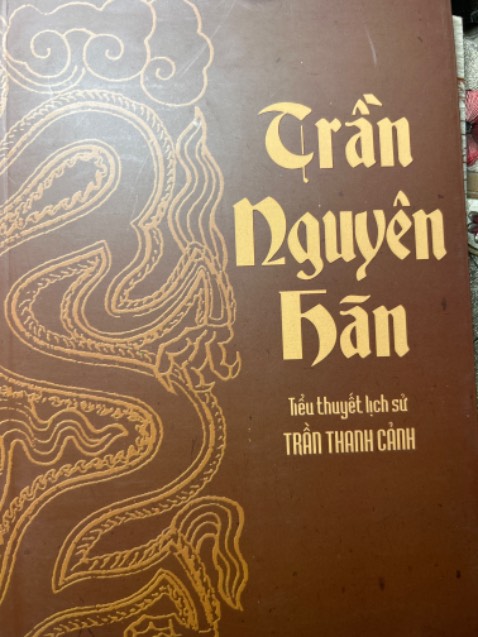 Trần
Nguyên
Hãn
Tiểu thuyết lịch sử
TRẦN THANH CẢNH